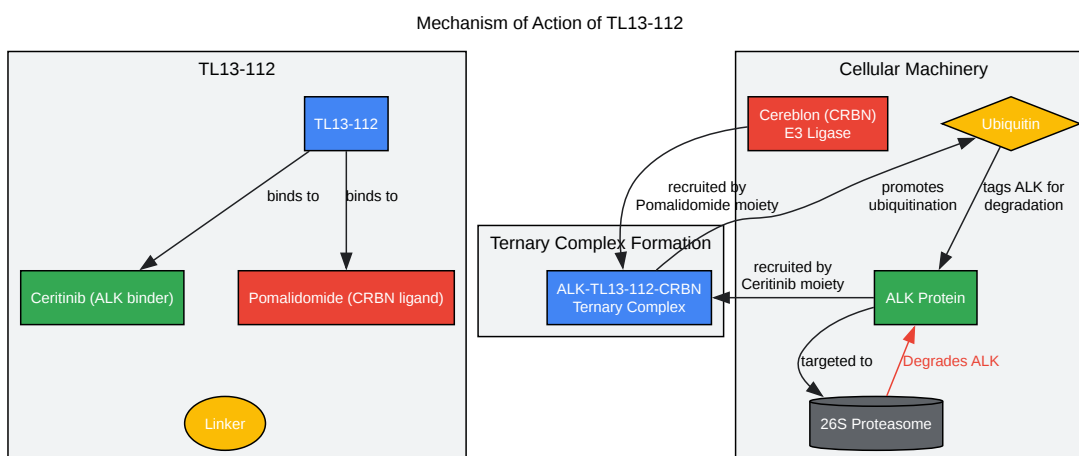 Mechanism of Action of TL13-112
TL13-112
TL13-112
binds to
binds to
Ceritinib (ALK binder)
Pomalidomide (CRBN ligand)
Linker
Ternary Complex Formation
ALK-TL13-112-CRBN
Ternary Complex
Cellular Machinery
Cereblon (CRBN)
E3 Ligase
Ubiquitin
recruited by
Pomalidomide moiety
promotes
ubiquitination
tags ALK for
degradation
recruited by
Ceritinib moiety
ALK Protein
targeted to
Degrades ALK
26S Proteasome